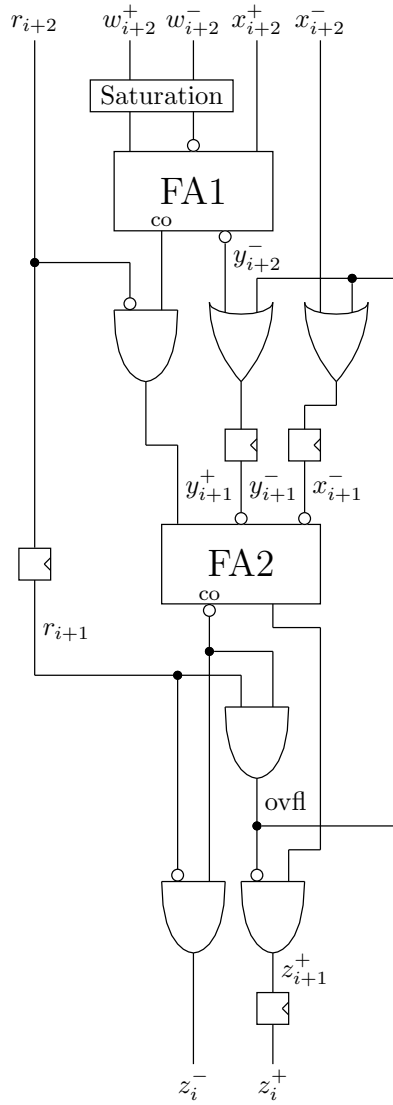 r_{i+2} w^+_{i+2} w^-_{i+2} x^+_{i+2} x^-_{i+2}
Saturation
FA1
co
y^-_{i+2}
y^+_{i+1} y^-_{i+1} x^-_{i+1}
FA2
co
r_{i+1}
ovfl
z^+_{i+1}
z^-_i z^+_i